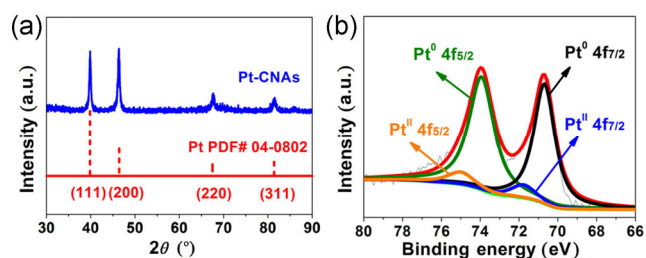 (a)
Intensity (a.u.)
Pt-CNAs
Pt PDF# 04-0802
(111) (200) (220) (311)
30 40 50 60 70 80 90
2θ (°)
(b)
Intensity (a.u.)
Pt⁰ 4f₅/₂
Pt⁰ 4f₇/₂
Ptᴵᴵ 4f₅/₂
Ptᴵᴵ 4f₇/₂
80 78 76 74 72 70 68 66
Binding energy (eV)